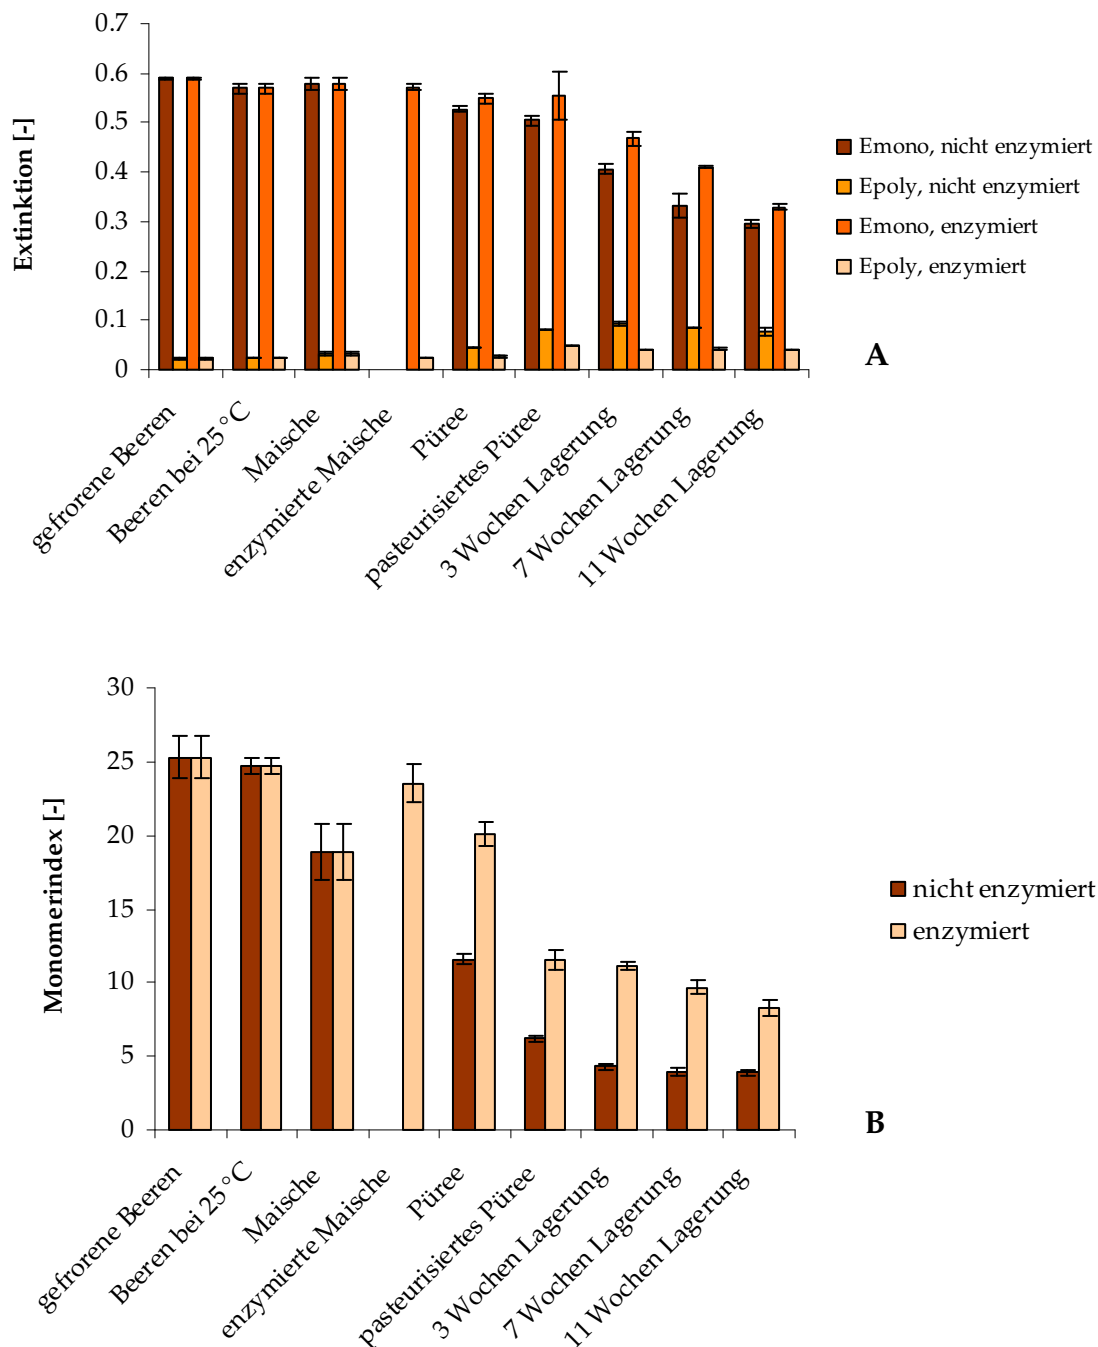 0.7
0.6
0.5
0.4
0.3
0.2
0.1
0
Extinktion [-]
Emono, nicht enzymiert
Epoly, nicht enzymiert
Emono, enzymiert
Epoly, enzymiert
A
gefrorene Beeren
Beeren bei 25 °C
Maische
enzymierte Maische
Püree
pasteurisiertes Püree
3 Wochen Lagerung
7 Wochen Lagerung
11 Wochen Lagerung
30
25
20
15
10
5
0
Monomerindex [-]
nicht enzymiert
enzymiert
B
gefrorene Beeren
Beeren bei 25 °C
Maische
enzymierte Maische
Püree
pasteurisiertes Püree
3 Wochen Lagerung
7 Wochen Lagerung
11 Wochen Lagerung